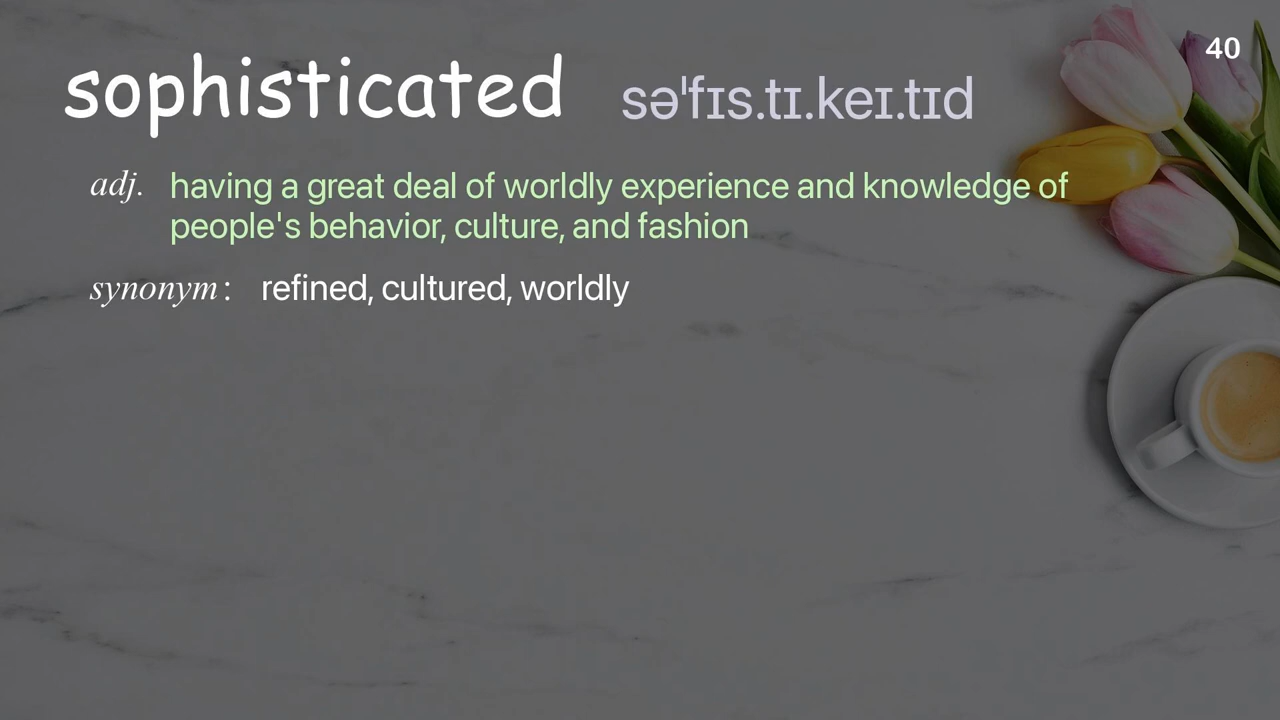 40
sophisticated səˈfɪs.tɪ.keɪ.tɪd
adj. having a great deal of worldly experience and knowledge of
people's behavior, culture, and fashion
synonym: refined, cultured, worldly